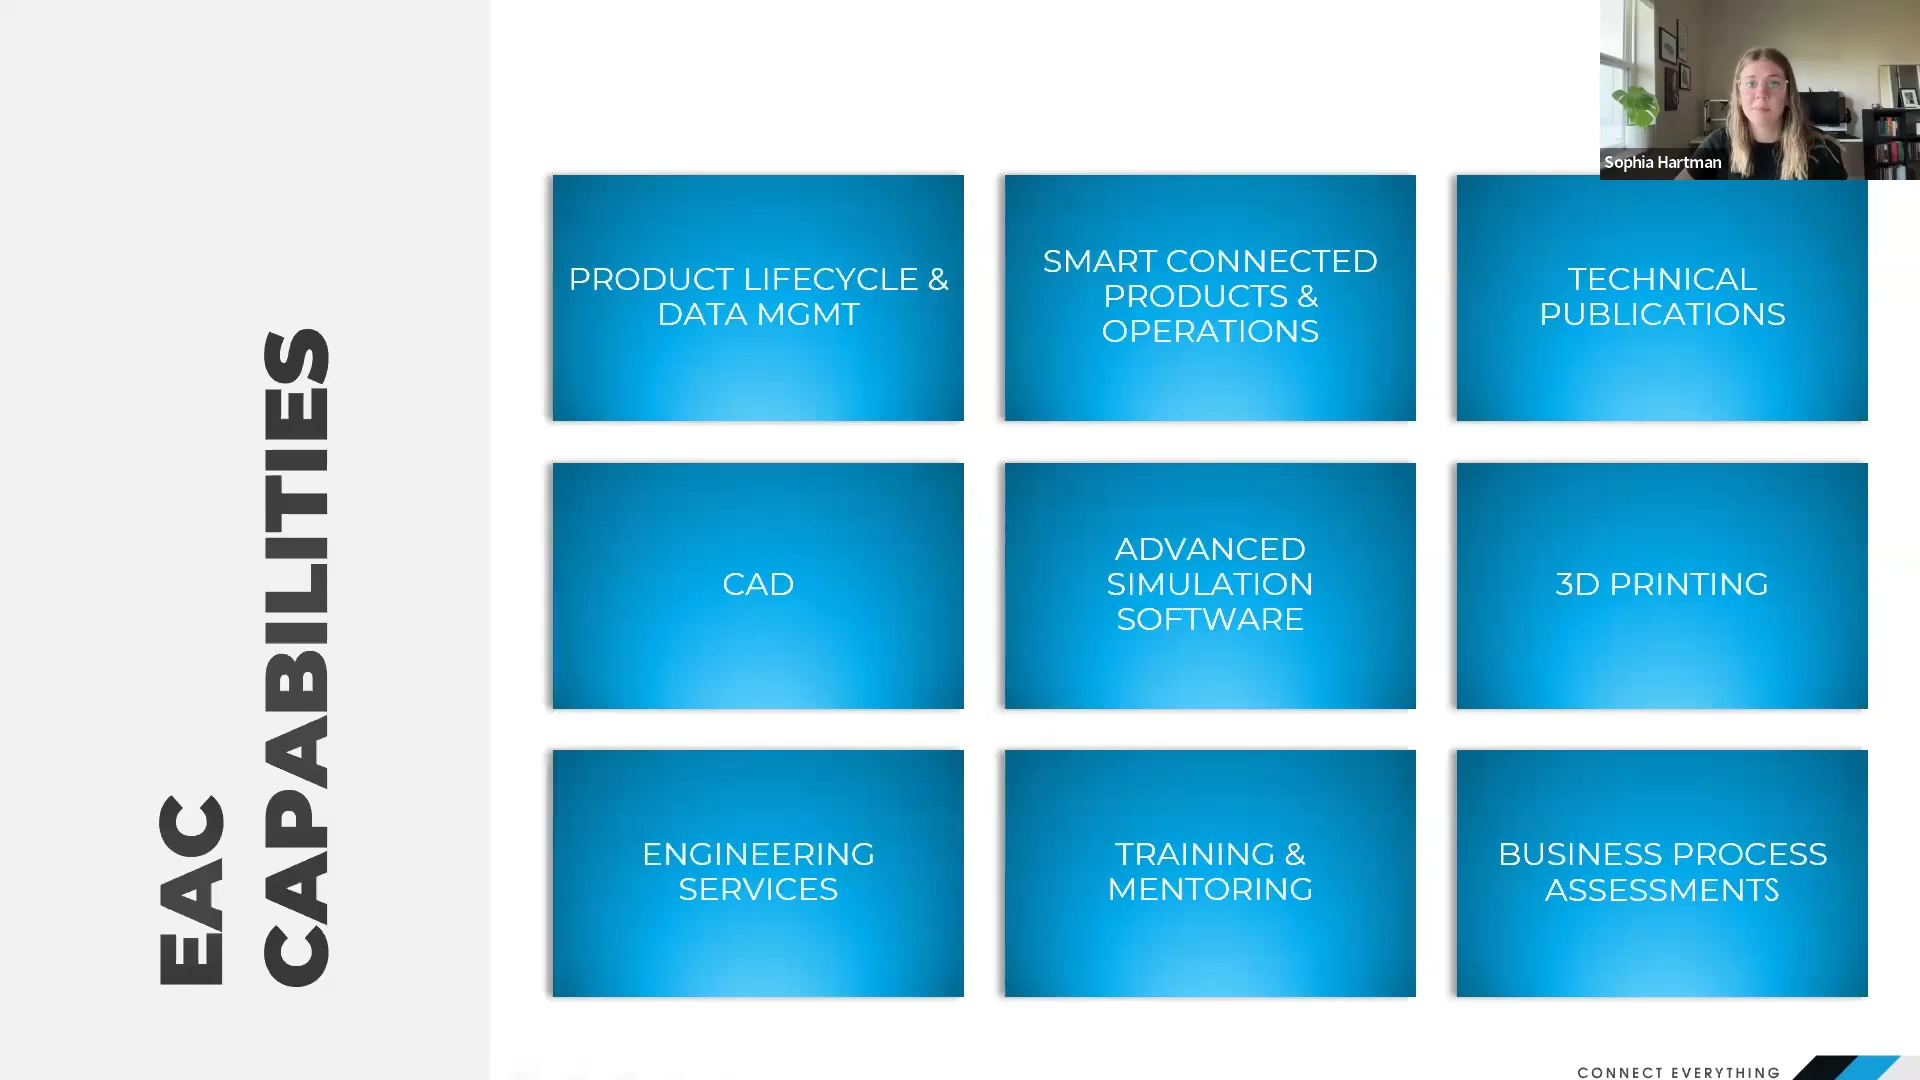 EAC
CAPABILITIES
Sophia Hartman
PRODUCT LIFECYCLE &
DATA MGMT
SMART CONNECTED
PRODUCTS &
OPERATIONS
TECHNICAL
PUBLICATIONS
CAD
ADVANCED
SIMULATION
SOFTWARE
3D PRINTING
ENGINEERING
SERVICES
TRAINING &
MENTORING
BUSINESS PROCESS
ASSESSMENTS
CONNECT EVERYTHING